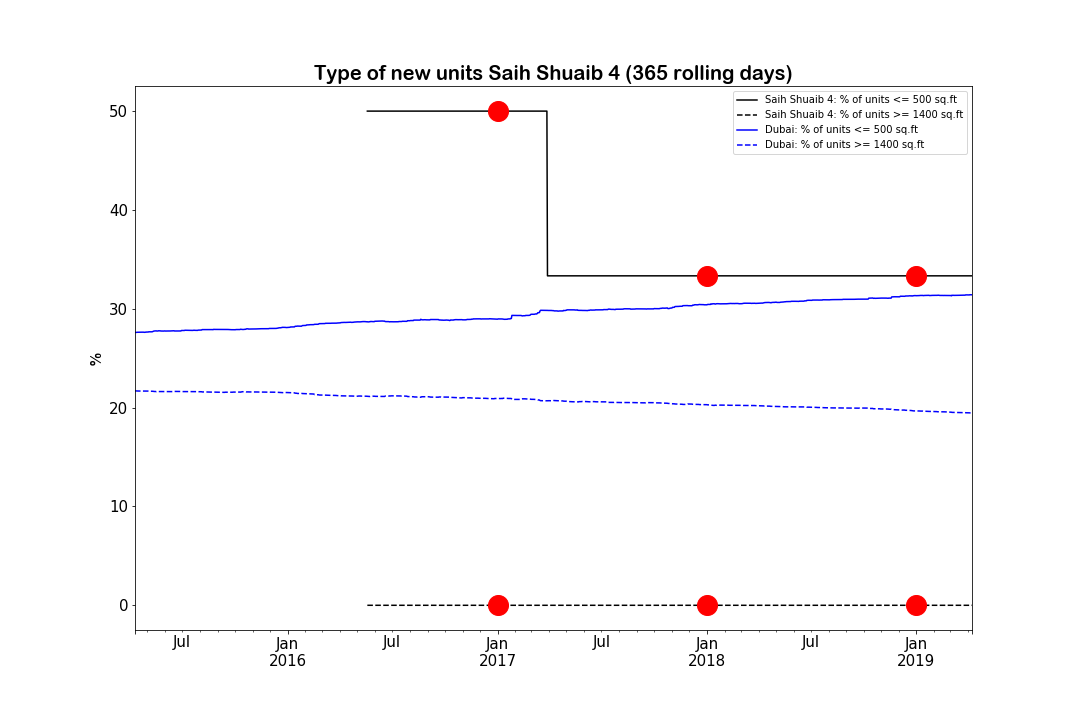 Type of new units Saih Shuaib 4 (365 rolling days)
Saih Shuaib 4: % of units <= 500 sq.ft
Saih Shuaib 4: % of units >= 1400 sq.ft
Dubai: % of units <= 500 sq.ft
Dubai: % of units >= 1400 sq.ft
50
40
30
%
20
10
0
Jul Jan Jul Jan Jul Jan Jul Jan
2016 2017 2018 2019